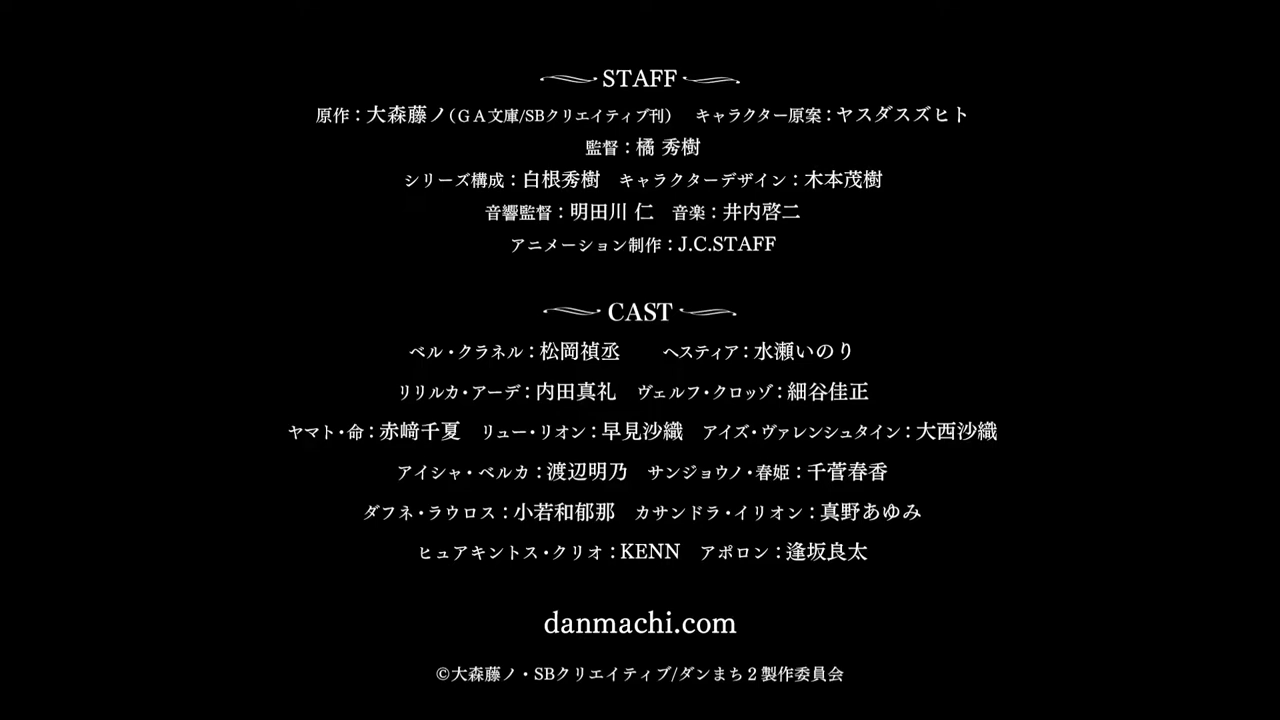 STAFF
原作：大森藤ノ（ＧＡ文庫/SBクリエイティブ刊） キャラクター原案：ヤスダスズヒト
監督：橘 秀樹
シリーズ構成：白根秀樹 キャラクターデザイン：木本茂樹
音響監督：明田川 仁 音楽：井内啓二
アニメーション制作：J.C.STAFF
CAST
ベル・クラネル：松岡禎丞 ヘスティア：水瀬いのり
リリルカ・アーデ：内田真礼 ヴェルフ・クロッゾ：細谷佳正
ヤマト・命：赤﨑千夏 リュー・リオン：早見沙織 アイズ・ヴァレンシュタイン：大西沙織
アイシャ・ベルカ：渡辺明乃 サンジョウノ・春姫：千菅春香
ダフネ・ラウロス：小若和郁那 カサンドラ・イリオン：真野あゆみ
ヒュアキントス・クリオ：KENN アポロン：逢坂良太
danmachi.com
©大森藤ノ・SBクリエイティブ/ダンまち２製作委員会